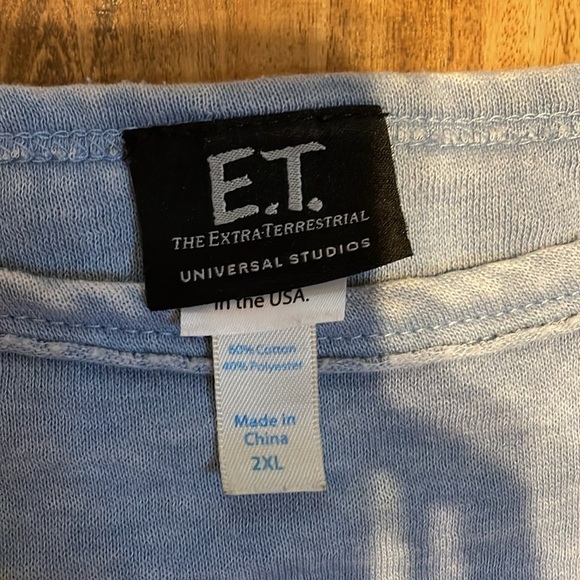 E.T.
THE EXTRA-TERRESTRIAL
UNIVERSAL STUDIOS
in the USA.
60% Cotton
40% Polyester
Made in
China
2XL